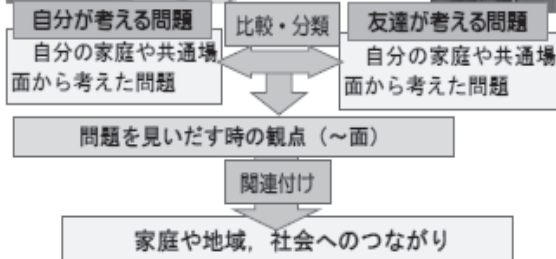 自分が考える問題
比較・分類
友達が考える問題
自分の家庭や共通場
面から考えた問題
自分の家庭や共通場
面から考えた問題
問題を見いだす時の観点（～面）
関連付け
家庭や地域，社会へのつながり